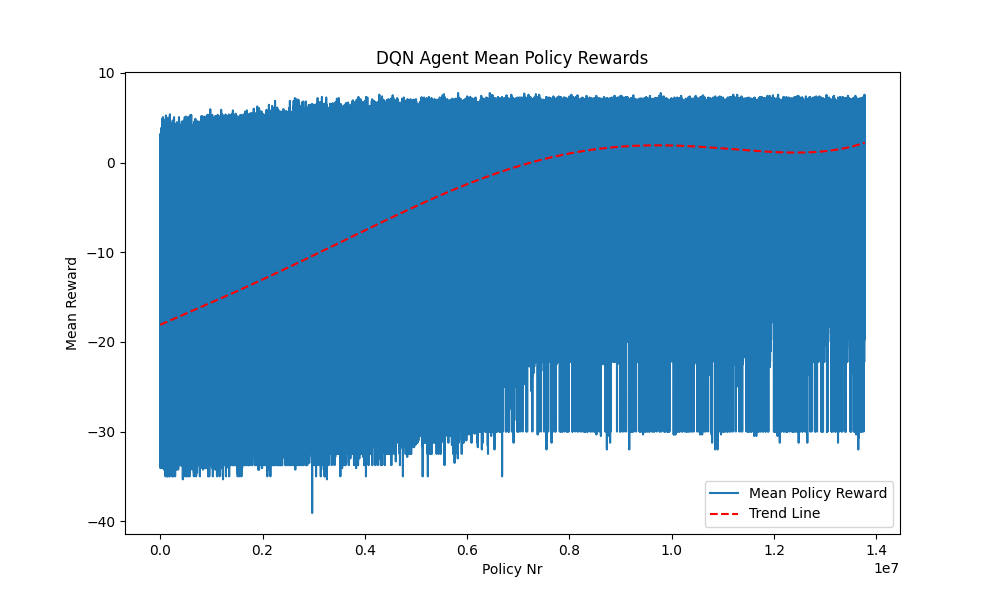 DQN Agent Mean Policy Rewards
Mean Reward
10
0
−10
−20
−30
−40
0.0 0.2 0.4 0.6 0.8 1.0 1.2 1.4
1e7
Policy Nr
Mean Policy Reward
Trend Line